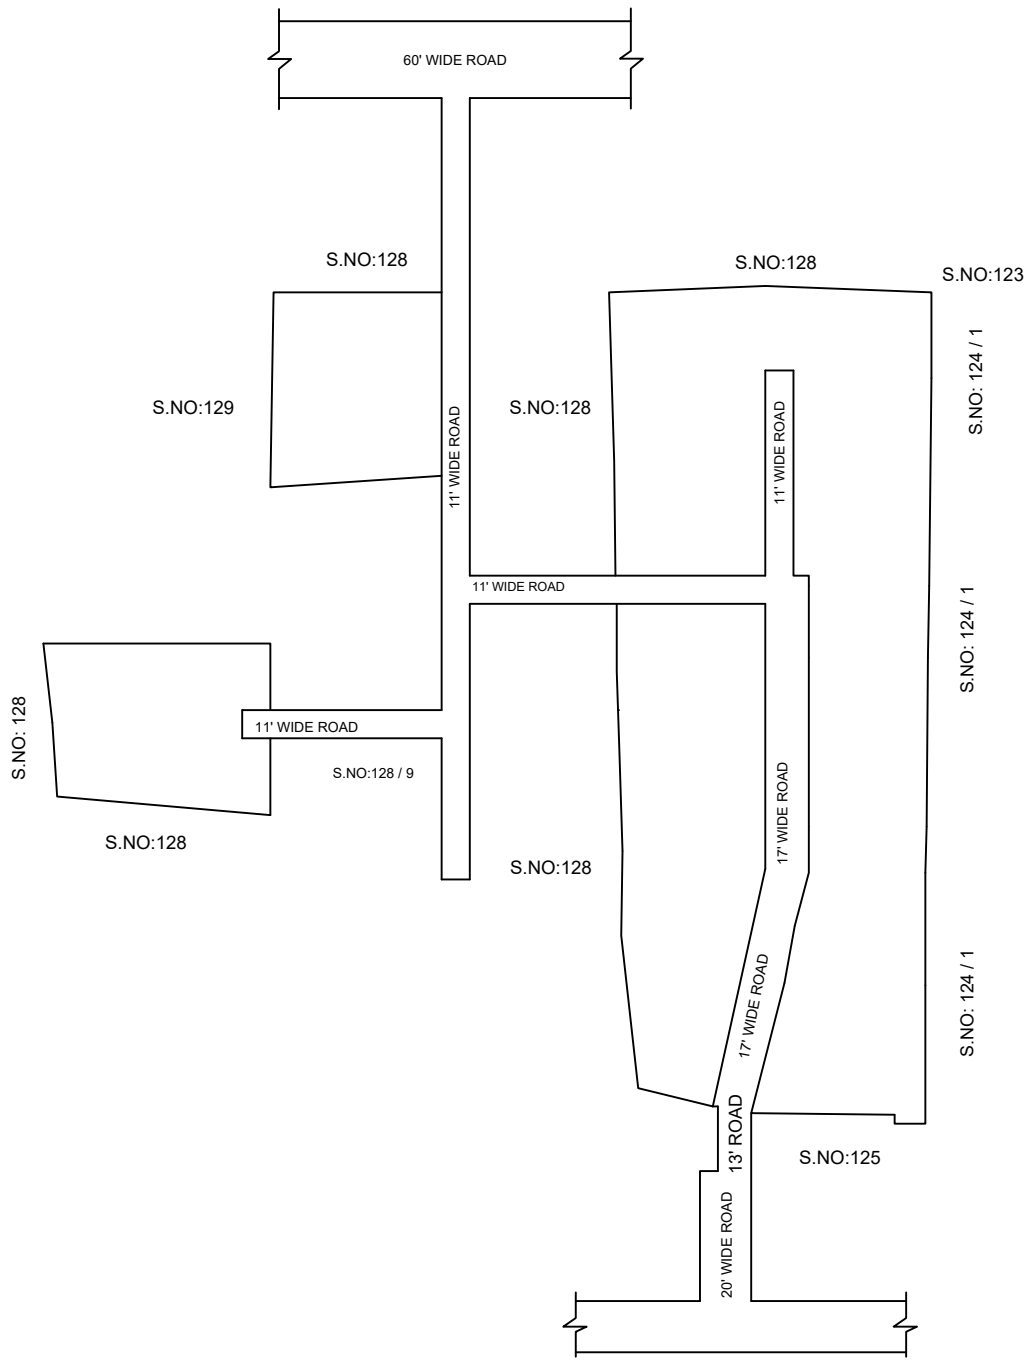 60' WIDE ROAD
S.NO:128
S.NO:128
S.NO:123
S.NO: 124 / 1
S.NO:129
S.NO:128
11' WIDE ROAD
11' WIDE ROAD
11' WIDE ROAD
S.NO: 124 / 1
S.NO: 128
11' WIDE ROAD
S.NO:128 / 9
17' WIDE ROAD
S.NO:128
S.NO:128
17' WIDE ROAD
S.NO: 124 / 1
13' ROAD
S.NO:125
20' WIDE ROAD